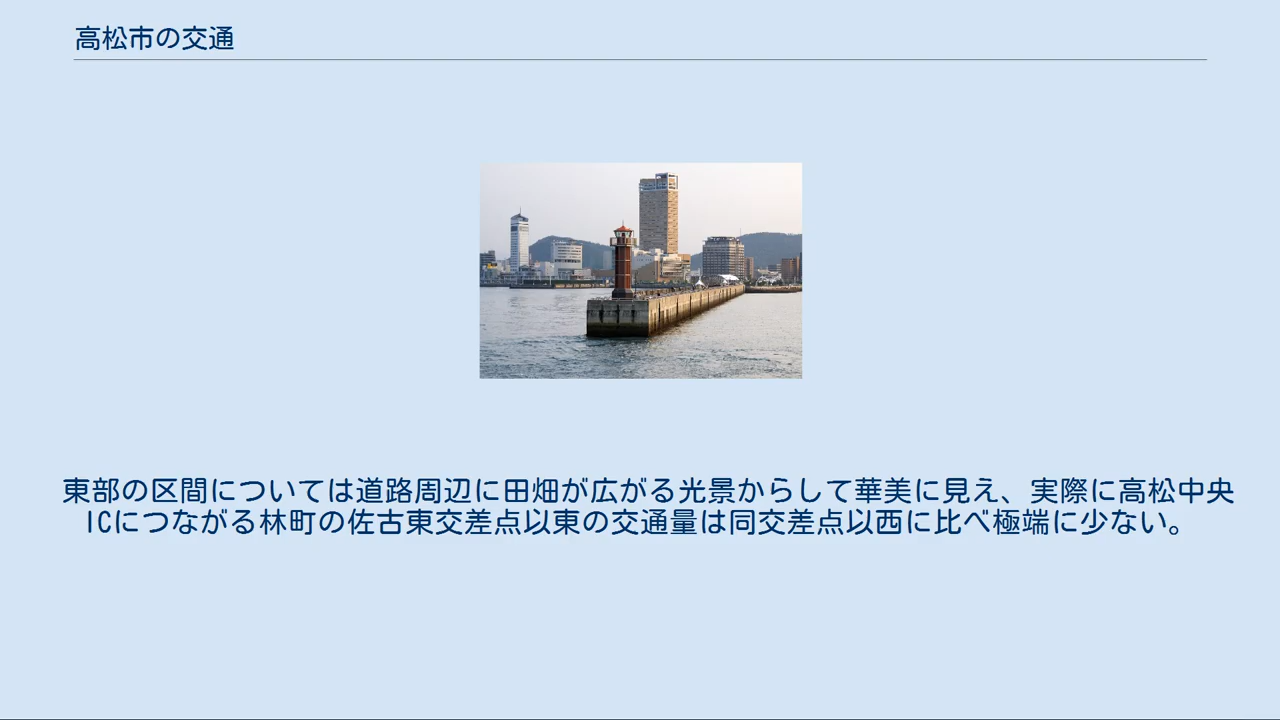 高松市の交通
東部の区間については道路周辺に田畑が広がる光景からして華美に見え、実際に高松中央
ICにつながる林町の佐古東交差点以東の交通量は同交差点以西に比べ極端に少ない。